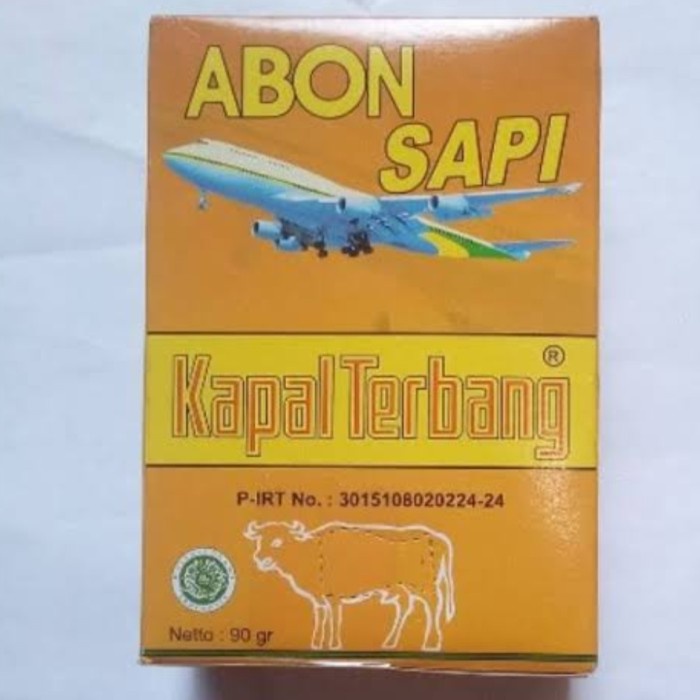 ABON
SAPI
Kapal Terbang ®
P-IRT No. : 3015108020224-24
Netto : 90 gr